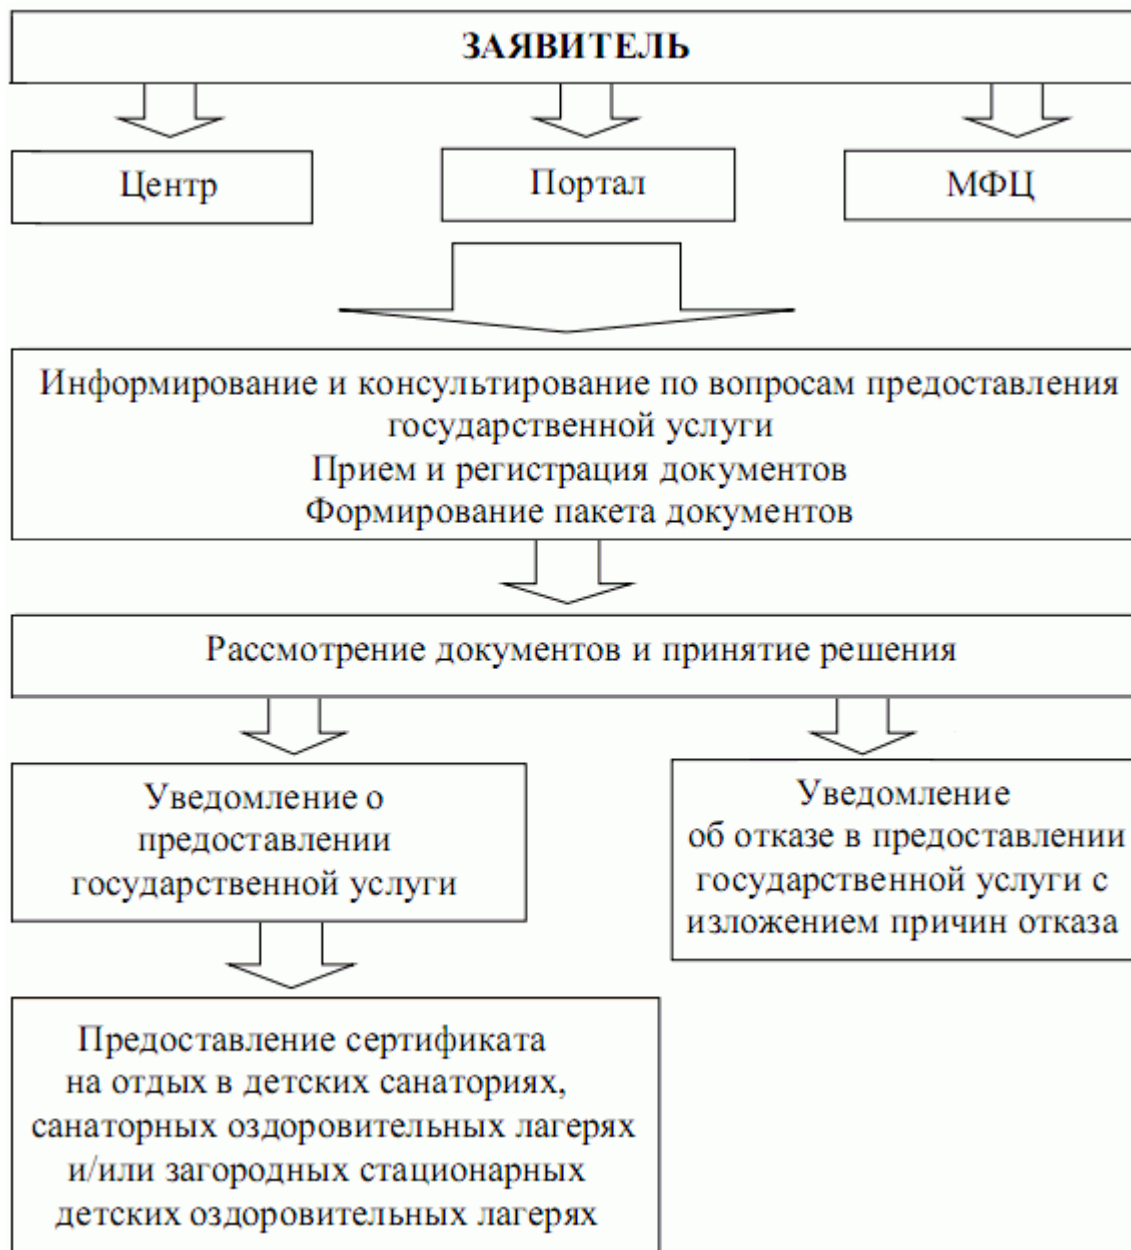 ЗАЯВИТЕЛЬ
Центр
Портал
МФЦ
Информирование и консультирование по вопросам предоставления
государственной услуги
Прием и регистрация документов
Формирование пакета документов
Рассмотрение документов и принятие решения
Уведомление о
предоставлении
государственной услуги
Уведомление
об отказе в предоставлении
государственной услуги с
изложением причин отказа
Предоставление сертификата
на отдых в детских санаториях,
санаторных оздоровительных лагерях
и/или загородных стационарных
детских оздоровительных лагерях